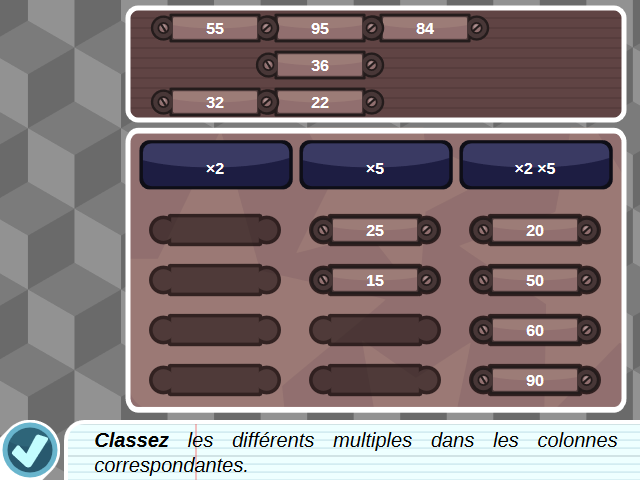 55 95 84
36
32 22
×2 ×5 ×2 ×5
25 20
15 50
60
90
Classez les différents multiples dans les colonnes
correspondantes.